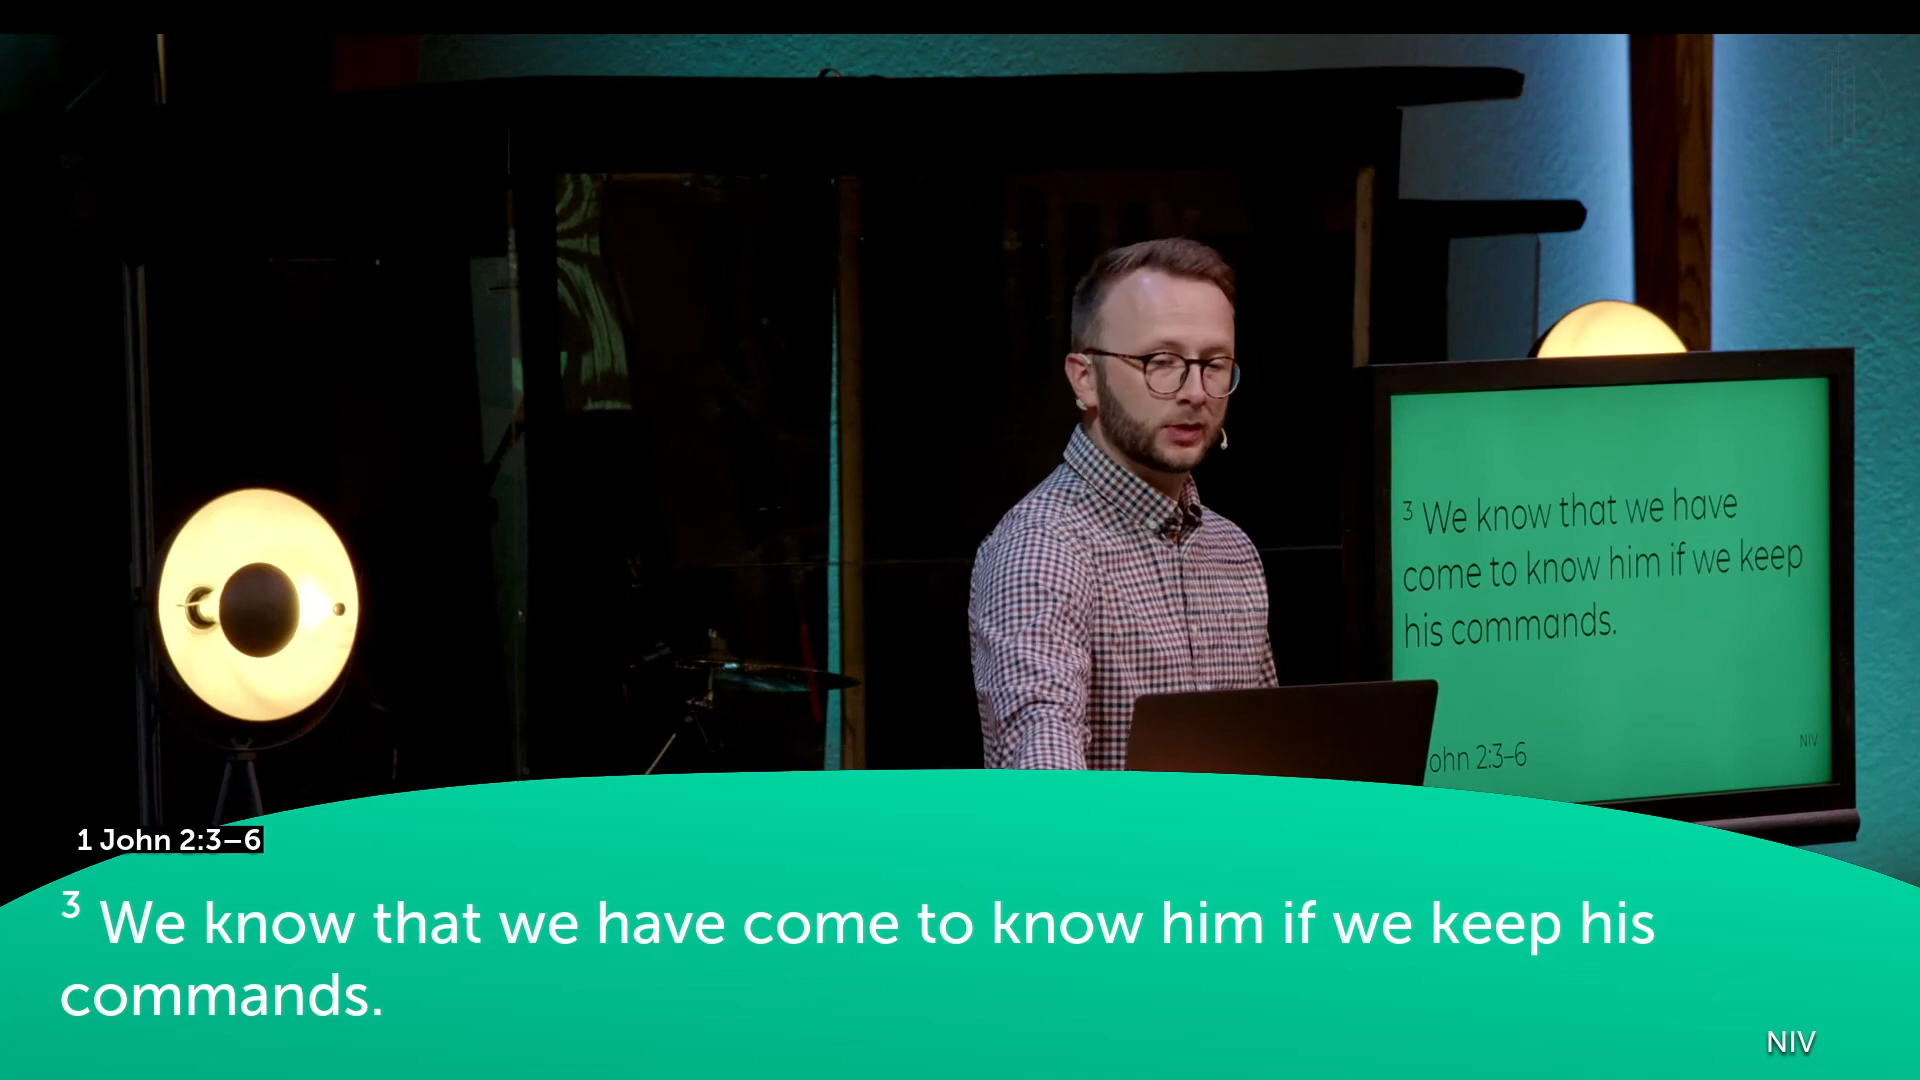 ³ We know that we have
come to know him if we keep
his commands.
ohn 2:3–6
NIV
1 John 2:3–6
³ We know that we have come to know him if we keep his
commands.
NIV